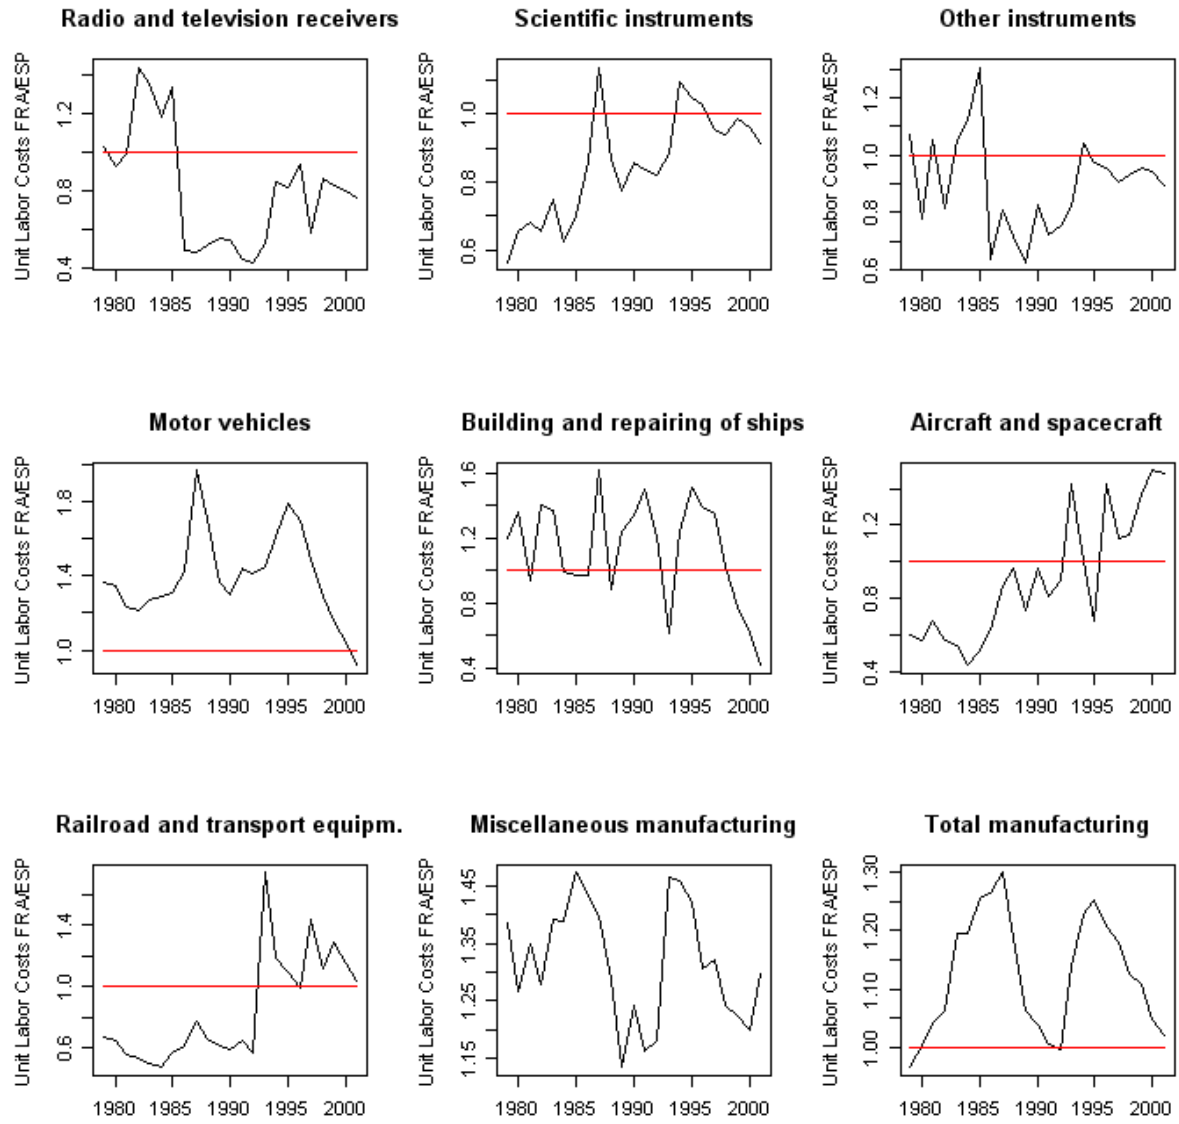 Radio and television receivers
Scientific instruments
Other instruments
Unit Labor Costs FRA/ESP
0.4 0.8 1.2
1980 1985 1990 1995 2000
Unit Labor Costs FRA/ESP
0.6 0.8 1.0
1980 1985 1990 1995 2000
Unit Labor Costs FRA/ESP
0.6 0.8 1.0 1.2
1980 1985 1990 1995 2000
Motor vehicles
Building and repairing of ships
Aircraft and spacecraft
Unit Labor Costs FRA/ESP
1.0 1.4 1.8
1980 1985 1990 1995 2000
Unit Labor Costs FRA/ESP
0.4 0.8 1.2 1.6
1980 1985 1990 1995 2000
Unit Labor Costs FRA/ESP
0.4 0.8 1.2
1980 1985 1990 1995 2000
Railroad and transport equipm.
Miscellaneous manufacturing
Total manufacturing
Unit Labor Costs FRA/ESP
0.6 1.0 1.4
1980 1985 1990 1995 2000
Unit Labor Costs FRA/ESP
1.15 1.25 1.35 1.45
1980 1985 1990 1995 2000
Unit Labor Costs FRA/ESP
1.00 1.10 1.20 1.30
1980 1985 1990 1995 2000